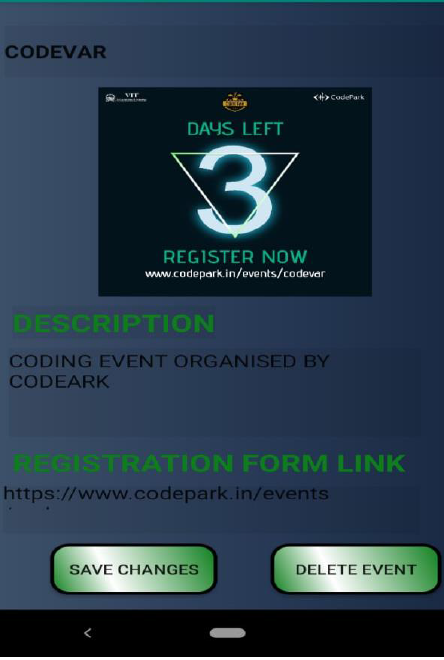 CODEVAR
VIT
CodePark
DAYS LEFT
3
REGISTER NOW
www.codepark.in/events/codevar
DESCRIPTION
CODING EVENT ORGANISED BY
CODEARK
REGISTRATION FORM LINK
https://www.codepark.in/events
SAVE CHANGES
DELETE EVENT